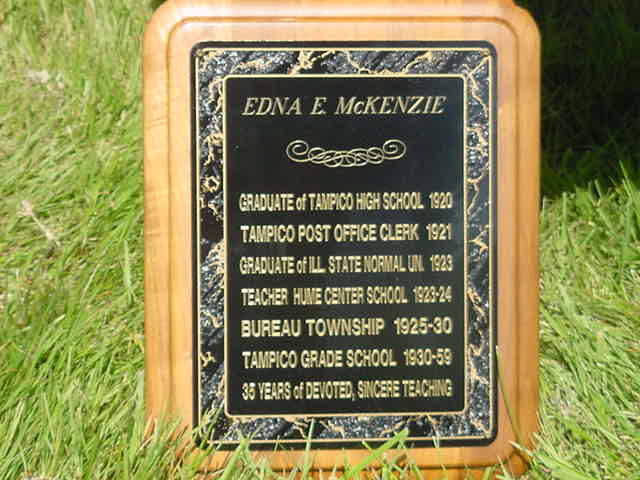 EDNA E. McKENZIE
GRADUATE of TAMPICO HIGH SCHOOL 1920
TAMPICO POST OFFICE CLERK 1921
GRADUATE of ILL. STATE NORMAL UN. 1923
TEACHER HUME CENTER SCHOOL 1923-24
BUREAU TOWNSHIP 1925-30
TAMPICO GRADE SCHOOL 1930-59
35 YEARS of DEVOTED, SINCERE TEACHING